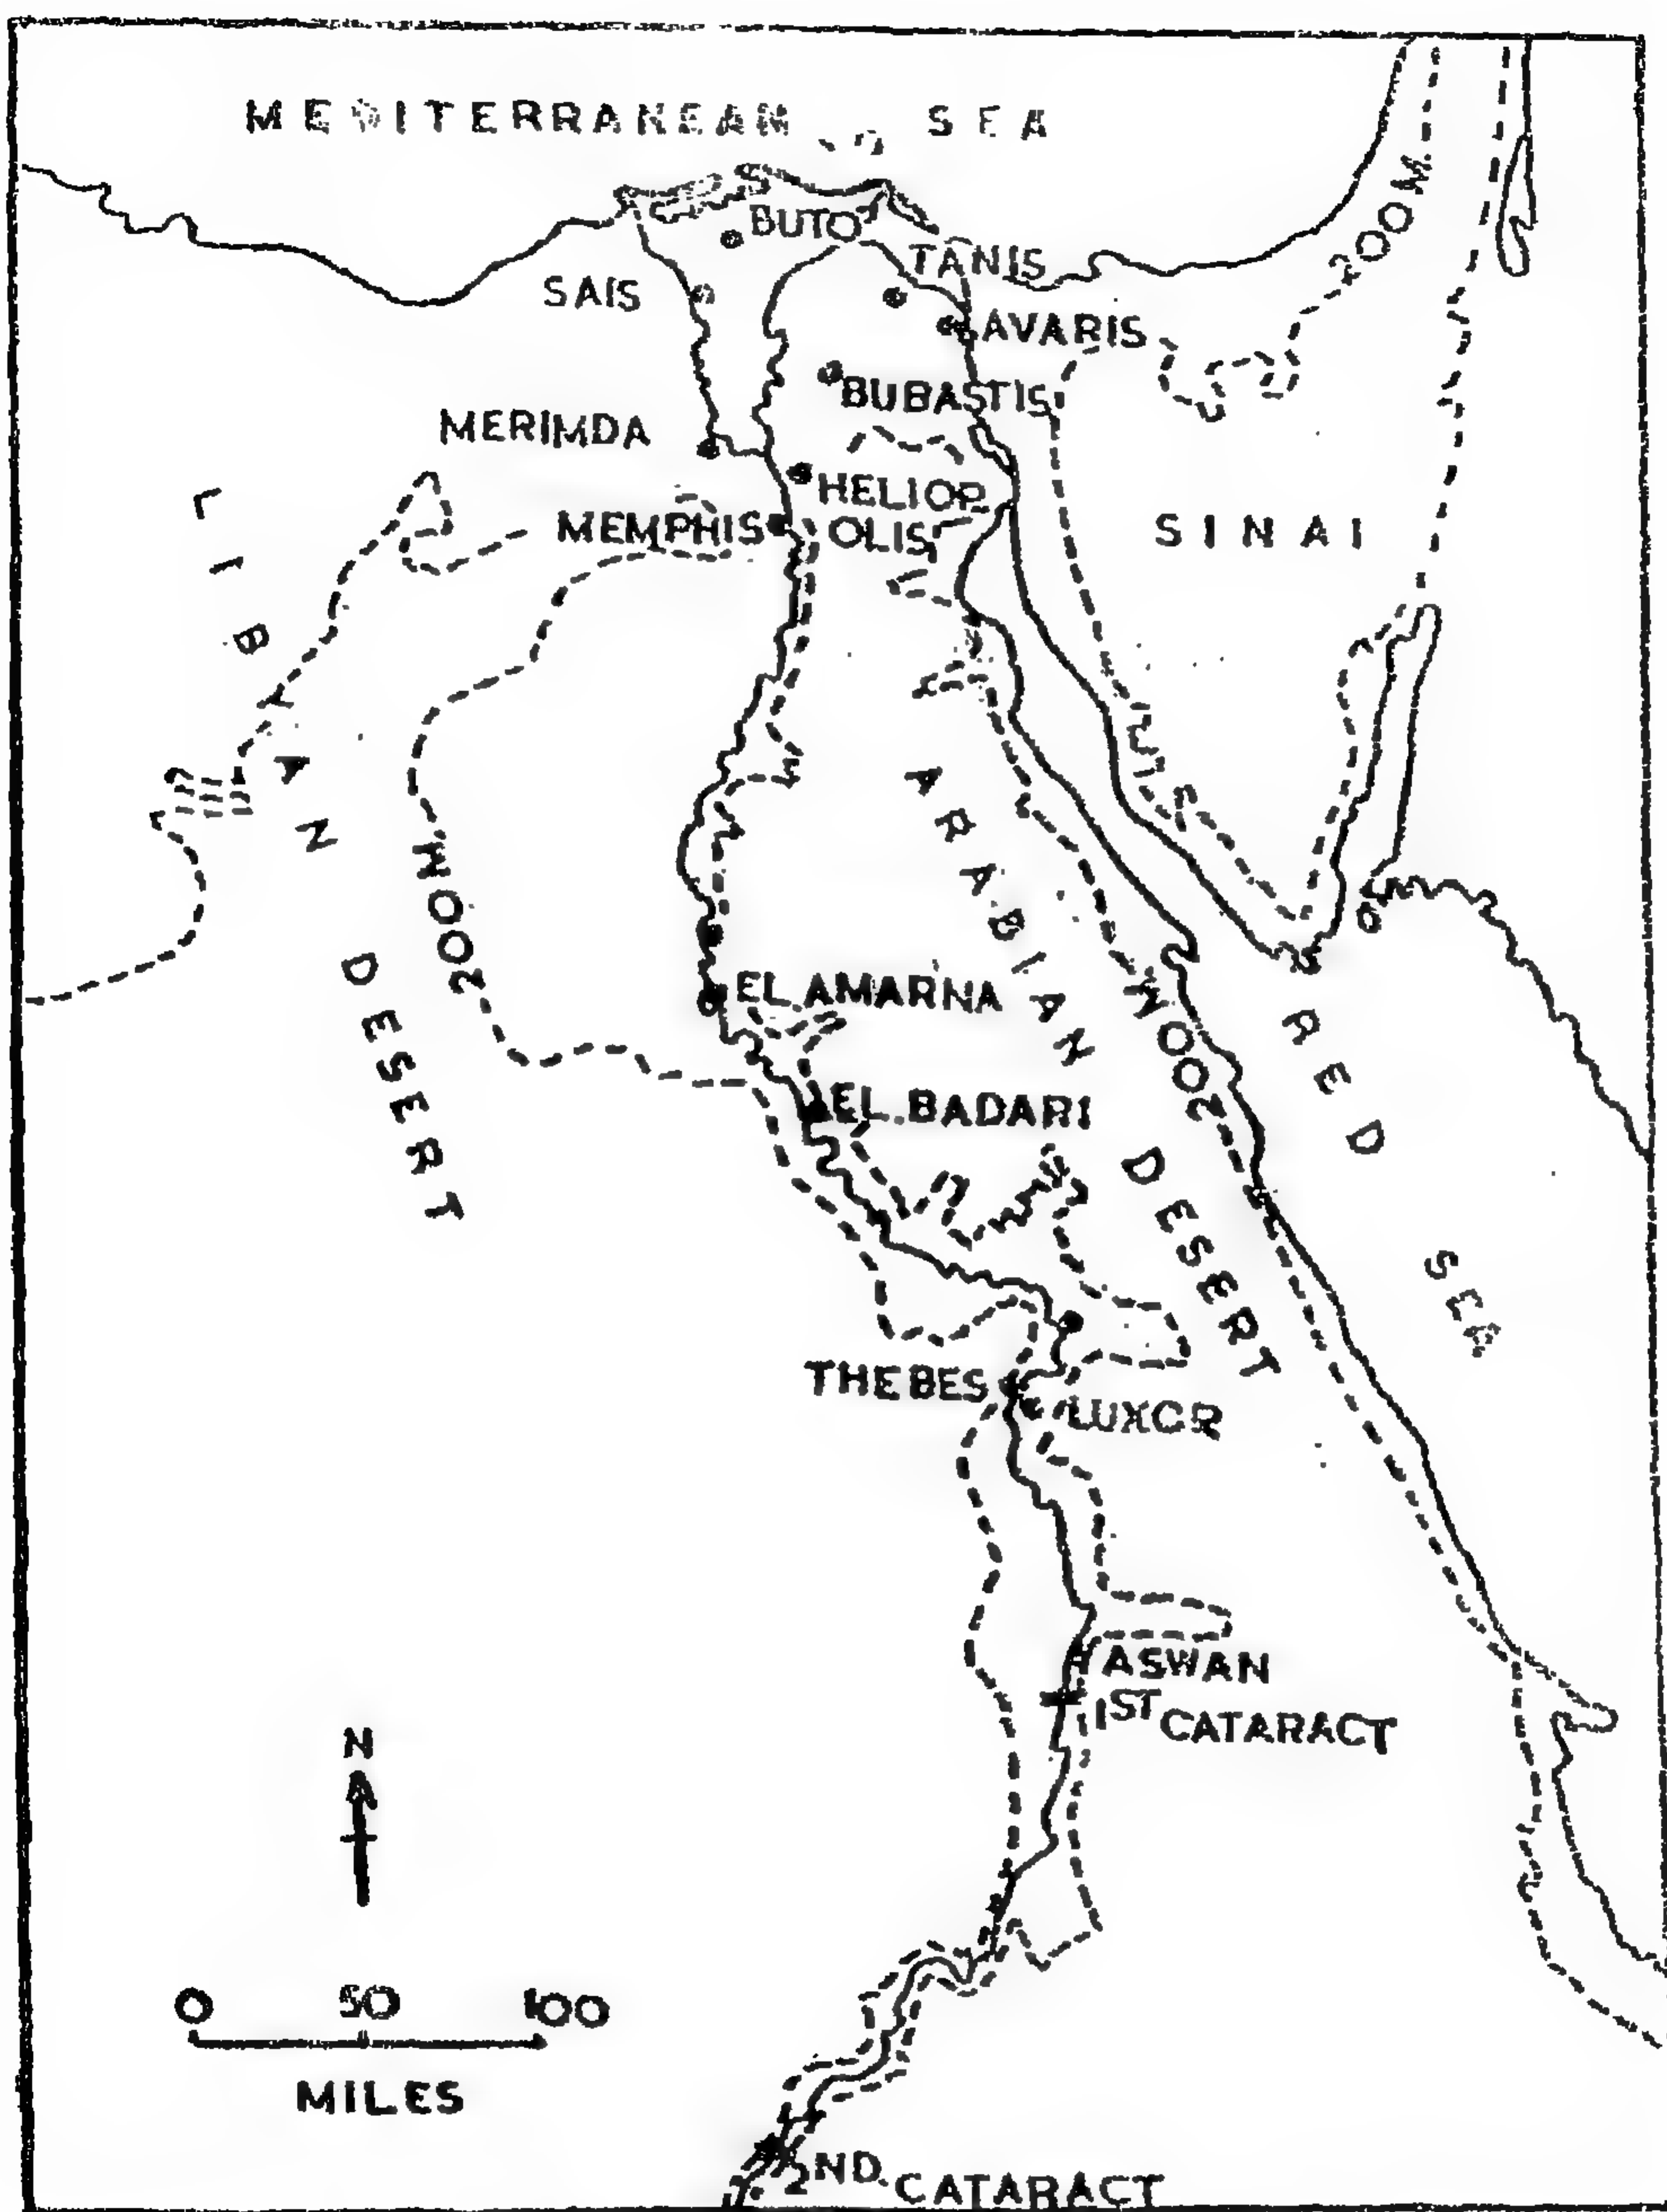 MEDITERRANEAN SEA
BUTO
TANIS
SAIS
AVARIS
200M
BUBASTIS
MERIMDA
HELIOP
OLIS
MEMPHIS
SINAI
LIBYAN DESERT
200M
ARABIAN DESERT
200M
RED SEA
EL.AMARNA
EL.BADARI
THEBES
LUXOR
ASWAN
1ST CATARACT
N
0 50 100
MILES
2ND. CATARACT